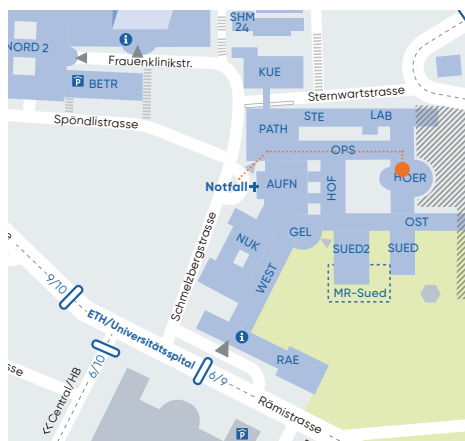 SHM
24
NORD 2
i
Frauenklinikstr.
KUE
P
BETR
Sternwartstrasse
STE
LAB
Spöndlistrasse
PATH
OPS
HOER
Notfall
AUFN
HOF
OST
GEL
NUK
SUED2
SUED
Schmelzbergstrasse
WEST
MR-Sued
9/10
ETH/Universitätsspital
i
6/10
RAE
6/9
<<Central/HB
Rämistrasse
sse
P